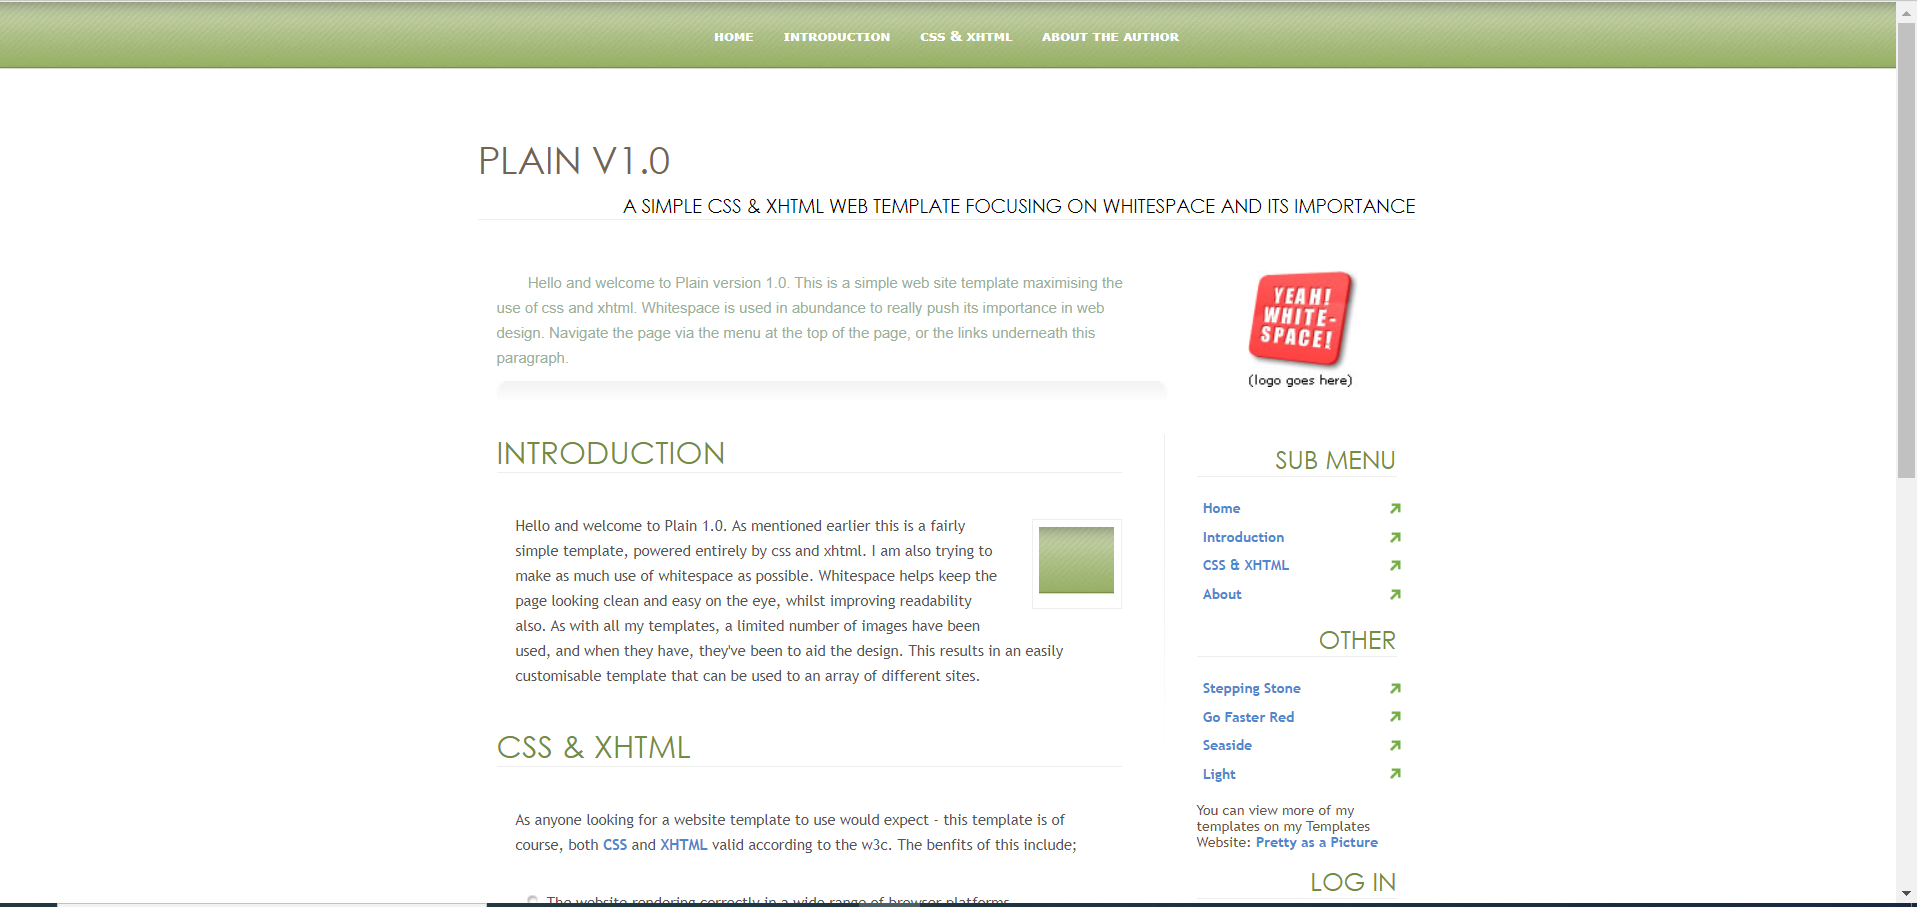 HOME INTRODUCTION CSS & XHTML ABOUT THE AUTHOR
PLAIN V1.0
A SIMPLE CSS & XHTML WEB TEMPLATE FOCUSING ON WHITESPACE AND ITS IMPORTANCE
Hello and welcome to Plain version 1.0. This is a simple web site template maximising the
use of css and xhtml. Whitespace is used in abundance to really push its importance in web
design. Navigate the page via the menu at the top of the page, or the links underneath this
paragraph.
YEAH!
WHITE-
SPACE!
(logo goes here)
INTRODUCTION
Hello and welcome to Plain 1.0. As mentioned earlier this is a fairly
simple template, powered entirely by css and xhtml. I am also trying to
make as much use of whitespace as possible. Whitespace helps keep the
page looking clean and easy on the eye, whilst improving readability
also. As with all my templates, a limited number of images have been
used, and when they have, they've been to aid the design. This results in an easily
customisable template that can be used to an array of different sites.
CSS & XHTML
As anyone looking for a website template to use would expect - this template is of
course, both CSS and XHTML valid according to the w3c. The benfits of this include;
The website rendering correctly in a wide range of browser platforms
SUB MENU
Home
Introduction
CSS & XHTML
About
OTHER
Stepping Stone
Go Faster Red
Seaside
Light
You can view more of my
templates on my Templates
Website: Pretty as a Picture
LOG IN